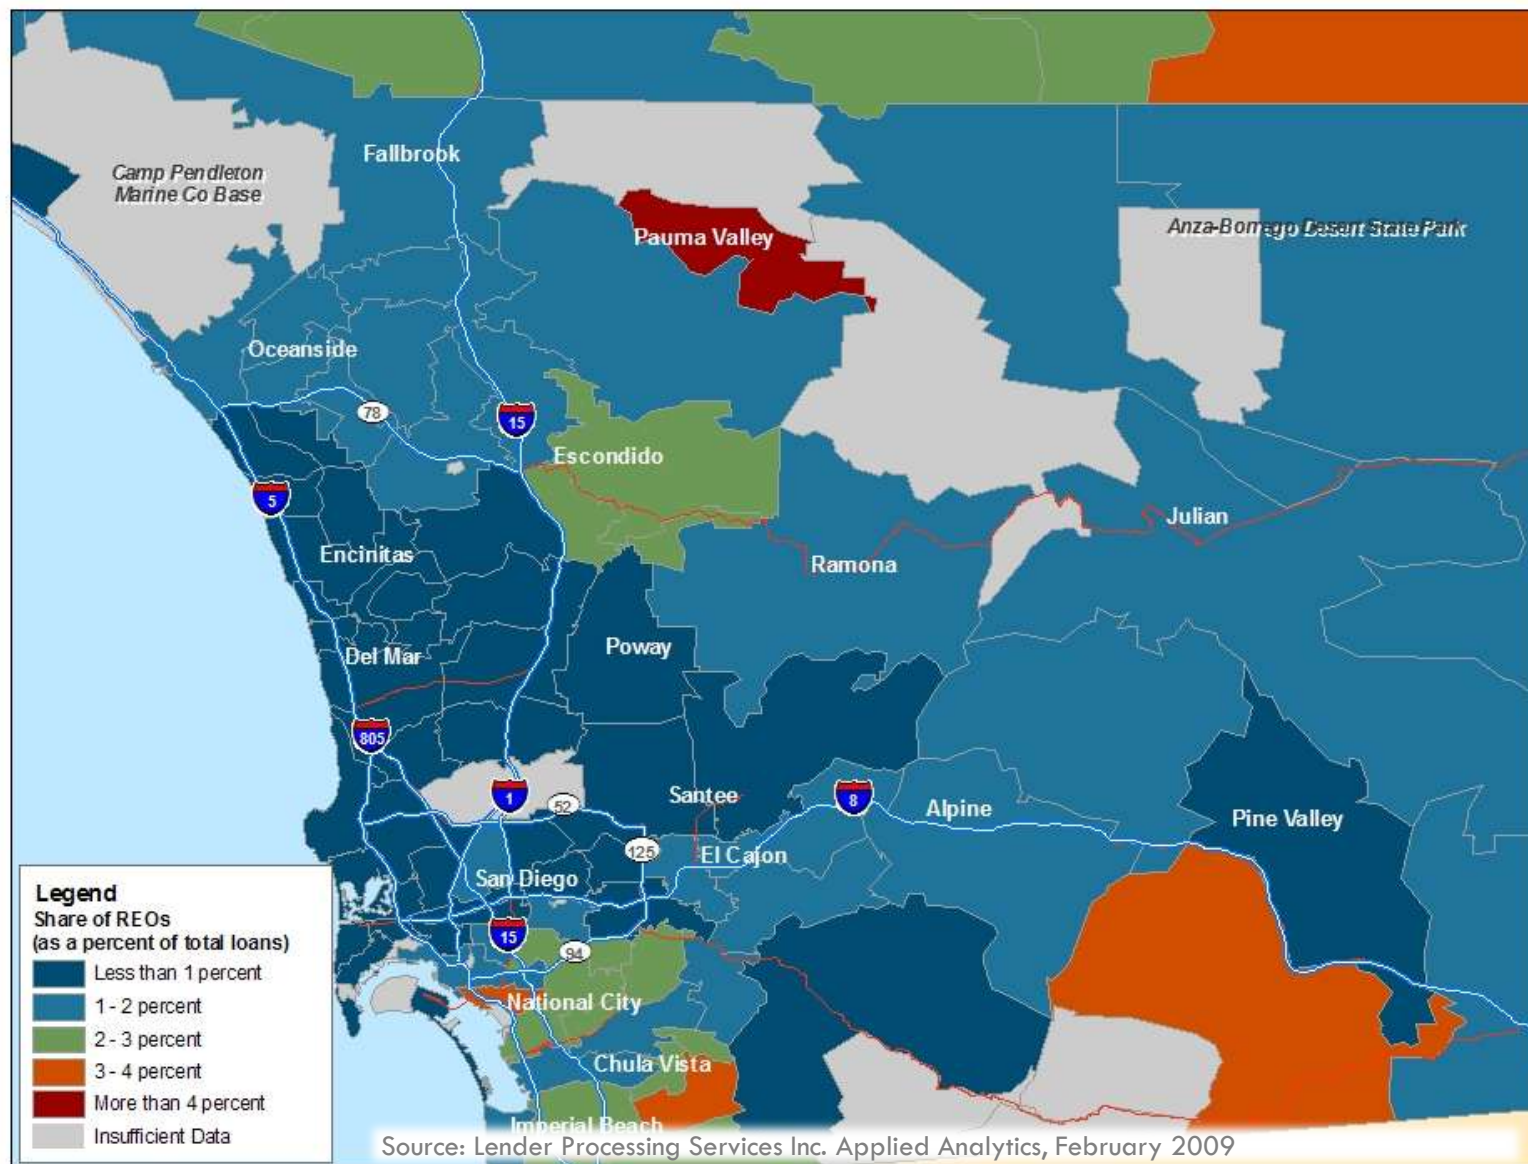 Fallbrook
Camp Pendleton
Marine Co Base
Pauma Valley
Anza-Borrego Desert State Park
Oceanside
78
15
Escondido
5
Julian
Encinitas
Ramona
Poway
Del Mar
805
Santee
1
52
8
Alpine
Pine Valley
125
El Cajon
San Diego
15
94
National City
Chula Vista
Imperial Beach
Legend
Share of REOs
(as a percent of total loans)
Less than 1 percent
1 - 2 percent
2 - 3 percent
3 - 4 percent
More than 4 percent
Insufficient Data
Source: Lender Processing Services Inc. Applied Analytics, February 2009